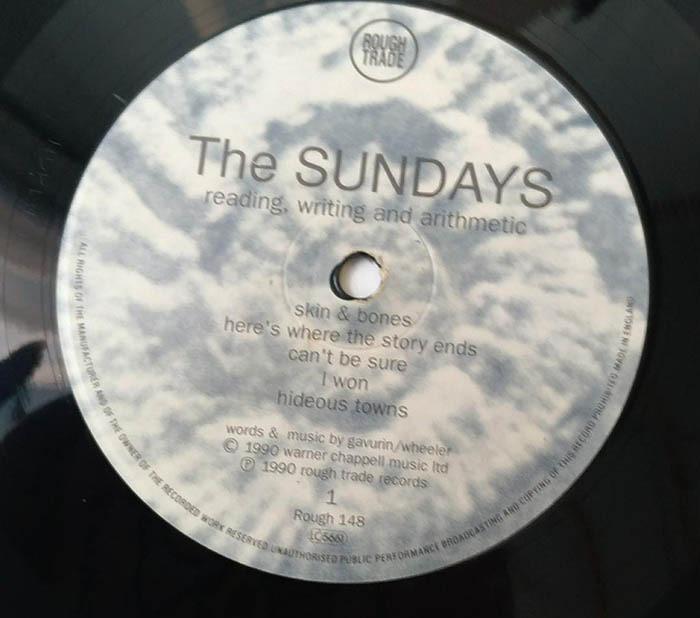 ROUGH
TRADE
The SUNDAYS
reading, writing and arithmetic
skin & bones
here's where the story ends
can't be sure
I won
hideous towns
words & music by gavurin/wheeler
© 1990 warner chappell music ltd
℗ 1990 rough trade records
1
Rough 148
ALL RIGHTS OF THE MANUFACTURER AND OF THE OWNER OF THE RECORDED WORK RESERVED UNAUTHORISED PUBLIC PERFORMANCE BROADCASTING AND COPYING OF THIS RECORD PROHIBITED MADE IN ENGLAND